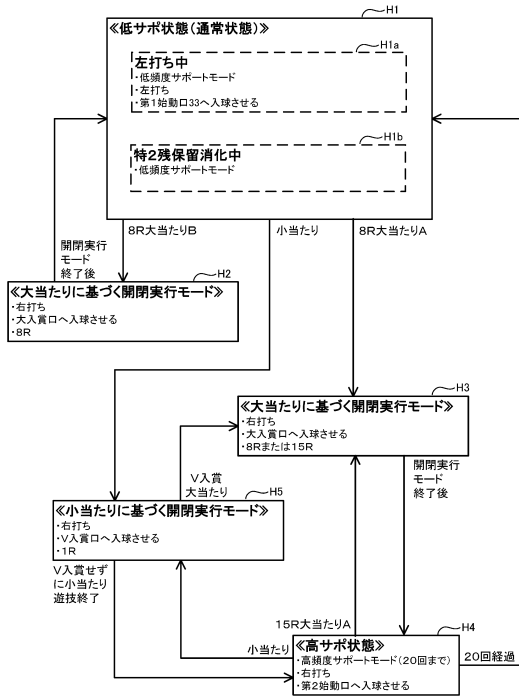 H1
≪低サポ状態(通常状態)≫
H1a
左打ち中
・低頻度サポートモード
・左打ち
・第1始動口33へ入球させる
H1b
特2残保留消化中
・低頻度サポートモード
8R大当たりB
小当たり
8R大当たりA
開閉実行
モード
終了後
H2
≪大当たりに基づく開閉実行モード≫
・右打ち
・大入賞口へ入球させる
・8R
H3
≪大当たりに基づく開閉実行モード≫
・右打ち
・大入賞口へ入球させる
・8Rまたは15R
V入賞
大当たり
開閉実行
モード
終了後
H5
≪小当たりに基づく開閉実行モード≫
・右打ち
・V入賞口へ入球させる
・1R
V入賞せず
に小当たり
遊技終了
15R大当たりA
小当たり
H4
≪高サポ状態≫
・高頻度サポートモード(20回まで)
・右打ち
・第2始動口へ入球させる
20回経過